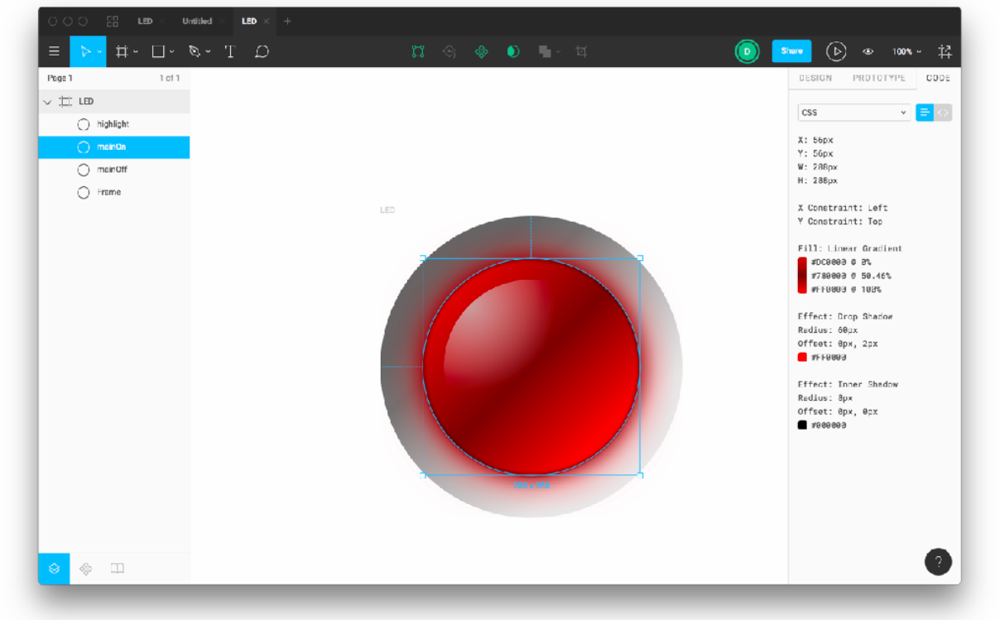 LED
Untitled
LED
D
Share
100%
Page 1
1 of 1
DESIGN
PROTOTYPE
CODE
LED
highlight
mainOn
mainOff
Frame
CSS
X: 56px
Y: 56px
W: 288px
H: 288px
X Constraint: Left
Y Constraint: Top
Fill: Linear Gradient
#DC0000 @ 0%
#780000 @ 50.46%
#FF0000 @ 100%
Effect: Drop Shadow
Radius: 60px
Offset: 0px, 2px
#FF0000
Effect: Inner Shadow
Radius: 8px
Offset: 0px, 0px
#000000
LED
?